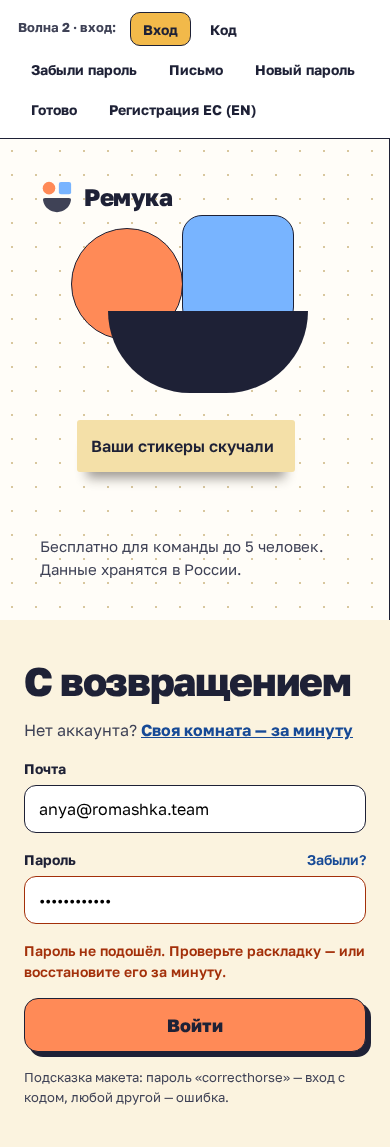 Волна 2 · вход: Вход Код
Забыли пароль Письмо Новый пароль
Готово Регистрация ЕС (EN)
Ремука
Ваши стикеры скучали
Бесплатно для команды до 5 человек.
Данные хранятся в России.
С возвращением
Нет аккаунта? Своя комната — за минуту
Почта
anya@romashka.team
Пароль Забыли?
••••••••••••
Пароль не подошёл. Проверьте раскладку — или
восстановите его за минуту.
Войти
Подсказка макета: пароль «correcthorse» — вход с
кодом, любой другой — ошибка.